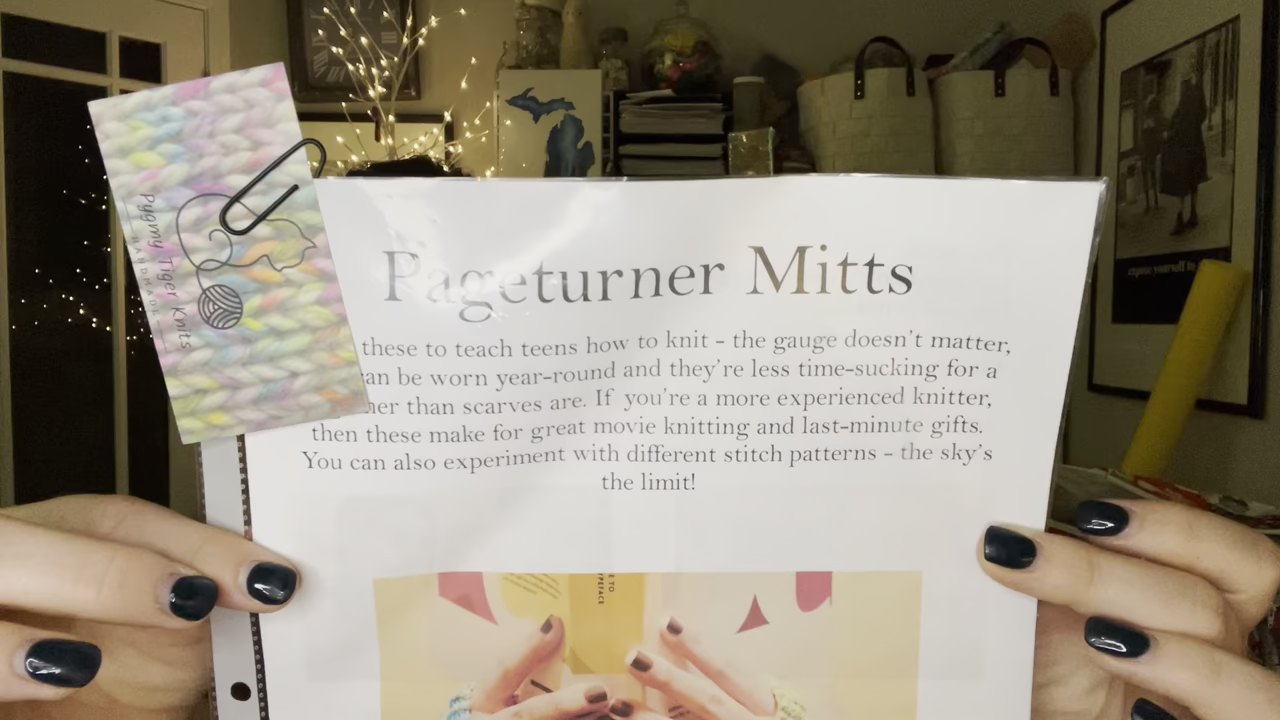 Pageturner Mitts
these to teach teens how to knit - the gauge doesn't matter,
an be worn year-round and they're less time-sucking for a
her than scarves are. If you're a more experienced knitter,
then these make for great movie knitting and last-minute gifts.
You can also experiment with different stitch patterns - the sky's
the limit!
Pygmy Tiger Knits
HANDMADE